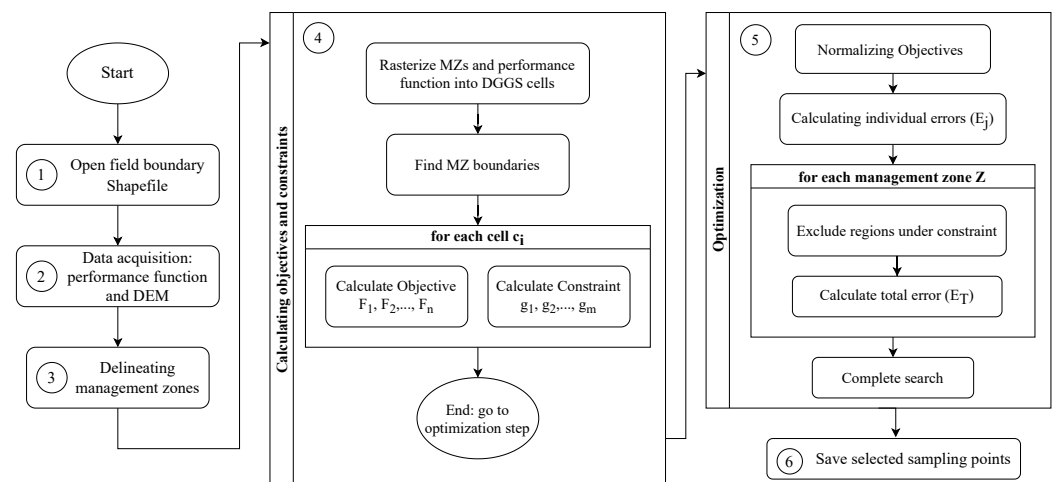 Start
1
Open field boundary
Shapefile
2
Data acquisition:
performance function
and DEM
3
Delineating
management zones
Calculating objectives and constraints
4
Rasterize MZs and performance
function into DGGS cells
Find MZ boundaries
for each cell ci
Calculate Objective
F1, F2,..., Fn
Calculate Constraint
g1, g2,..., gm
End: go to
optimization step
Optimization
5
Normalizing Objectives
Calculating individual errors (Ej)
for each management zone Z
Exclude regions under constraint
Calculate total error (ET)
Complete search
6
Save selected sampling points